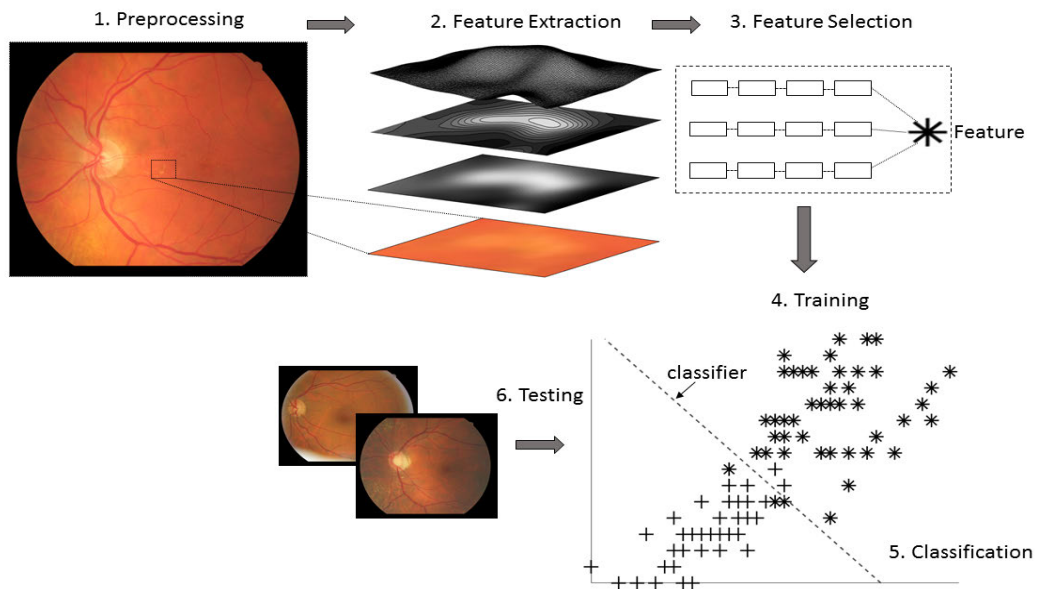 1. Preprocessing
2. Feature Extraction
3. Feature Selection
Feature
4. Training
classifier
6. Testing
5. Classification